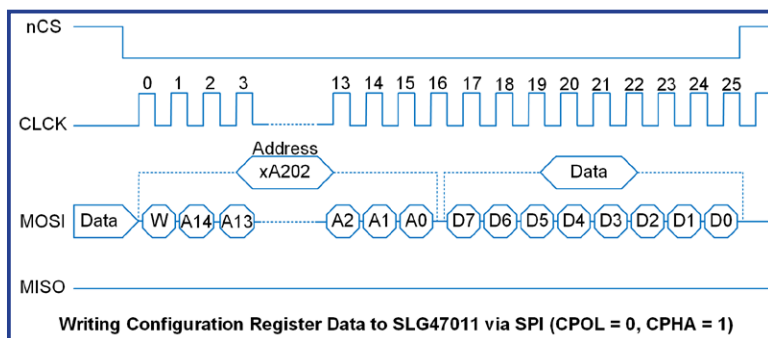 nCS
0 1 2 3 13 14 15 16 17 18 19 20 21 22 23 24 25
CLCK
Address
xA202 Data
MOSI Data W A14 A13 A2 A1 A0 D7 D6 D5 D4 D3 D2 D1 D0
MISO
Writing Configuration Register Data to SLG47011 via SPI (CPOL = 0, CPHA = 1)